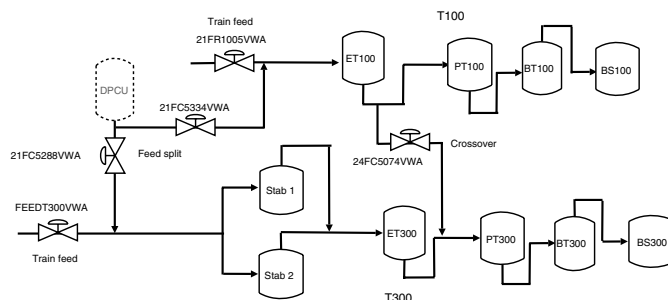 Train feed
T100
21FR1005VWA
ET100
PT100
BT100
BS100
DPCU
21FC5334VWA
21FC5288VWA
Feed split
24FC5074VWA
Crossover
FEEDT300VWA
Stab 1
Train feed
Stab 2
ET300
PT300
BT300
BS300
T300